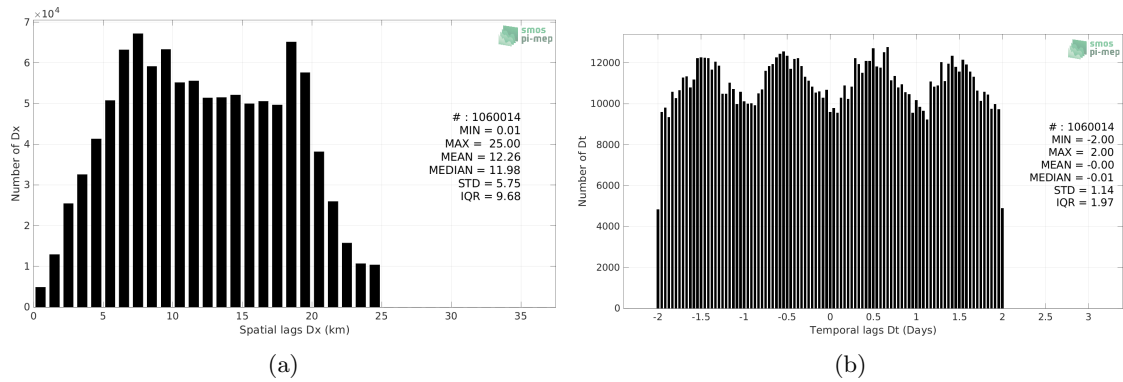 ×10⁴
7
6
5
4
3
2
1
0
Number of Dx
smos
pi-mep
# : 1060014
MIN = 0.01
MAX = 25.00
MEAN = 12.26
MEDIAN = 11.98
STD = 5.75
IQR = 9.68
0 5 10 15 20 25 30 35
Spatial lags Dx (km)
(a)
12000
10000
8000
6000
4000
2000
0
Number of Dt
smos
pi-mep
# : 1060014
MIN = -2.00
MAX = 2.00
MEAN = -0.00
MEDIAN = -0.01
STD = 1.14
IQR = 1.97
-2 -1.5 -1 -0.5 0 0.5 1 1.5 2 2.5 3
Temporal lags Dt (Days)
(b)